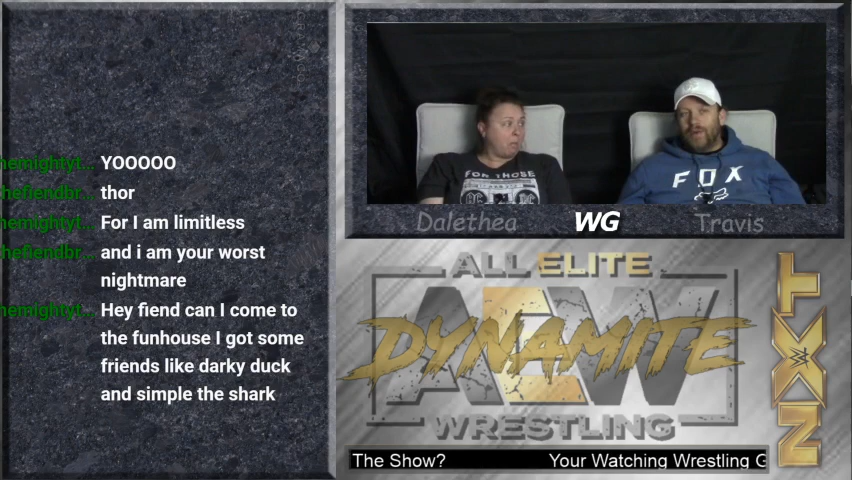 YOOOOO
thor
For I am limitless
and i am your worst
nightmare
Hey fiend can I come to
the funhouse I got some
friends like darky duck
and simple the shark
FOR THOSE
FOX
Dalethea
WG
Travis
ALL ELITE
AEW
DYNAMITE
WRESTLING
NXT
The Show? Your Watching Wrestling G